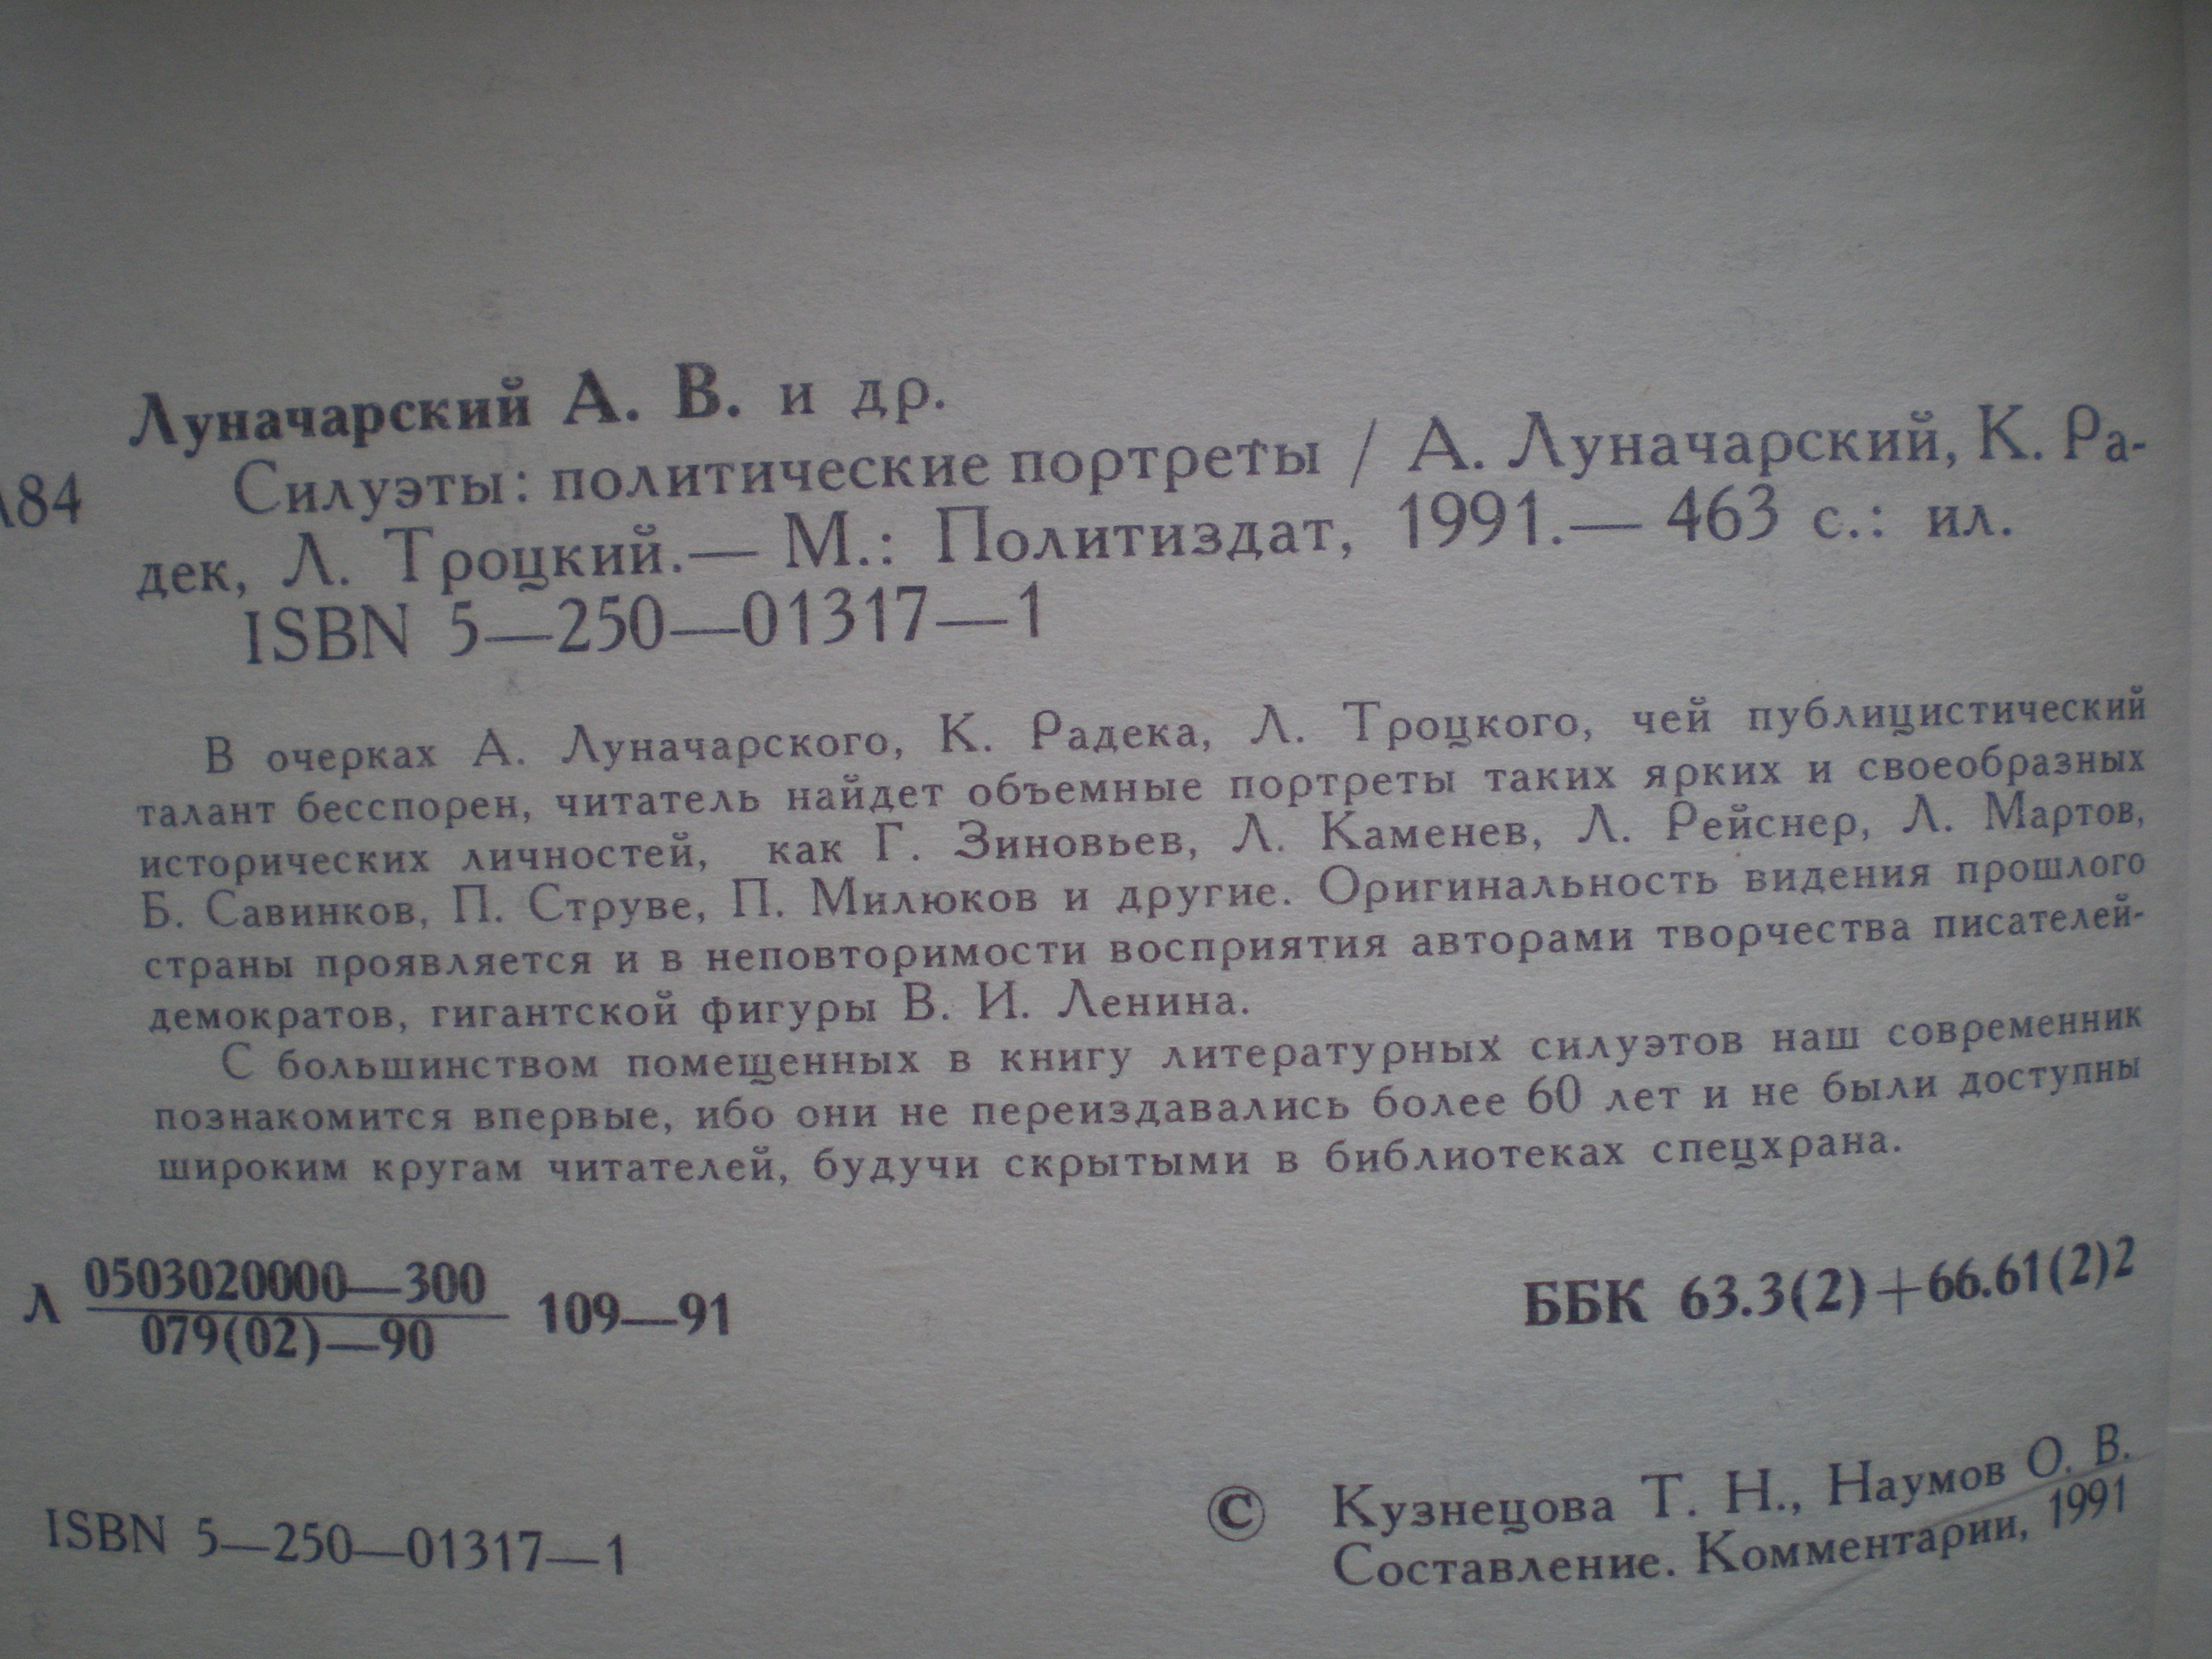 Луначарский А. В. и др.
Л84 Силуэты: политические портреты / А. Луначарский, К. Ра-
дек, Л. Троцкий.— М.: Политиздат, 1991.— 463 с.: ил.
ISBN 5—250—01317—1
В очерках А. Луначарского, К. Радека, Л. Троцкого, чей публицистический
талант бесспорен, читатель найдет объемные портреты таких ярких и своеобразных
исторических личностей, как Г. Зиновьев, Л. Каменев, Л. Рейснер, Л. Мартов,
Б. Савинков, П. Струве, П. Милюков и другие. Оригинальность видения прошлого
страны проявляется и в неповторимости восприятия авторами творчества писателей-
демократов, гигантской фигуры В. И. Ленина.
С большинством помещенных в книгу литературных силуэтов наш современник
познакомится впервые, ибо они не переиздавались более 60 лет и не были доступны
широким кругам читателей, будучи скрытыми в библиотеках спецхрана.
Л 0503020000—300
079(02)—90 109—91
ББК 63.3(2)+66.61(2)2
ISBN 5—250—01317—1
© Кузнецова Т. Н., Наумов О. В.
Составление. Комментарии, 1991